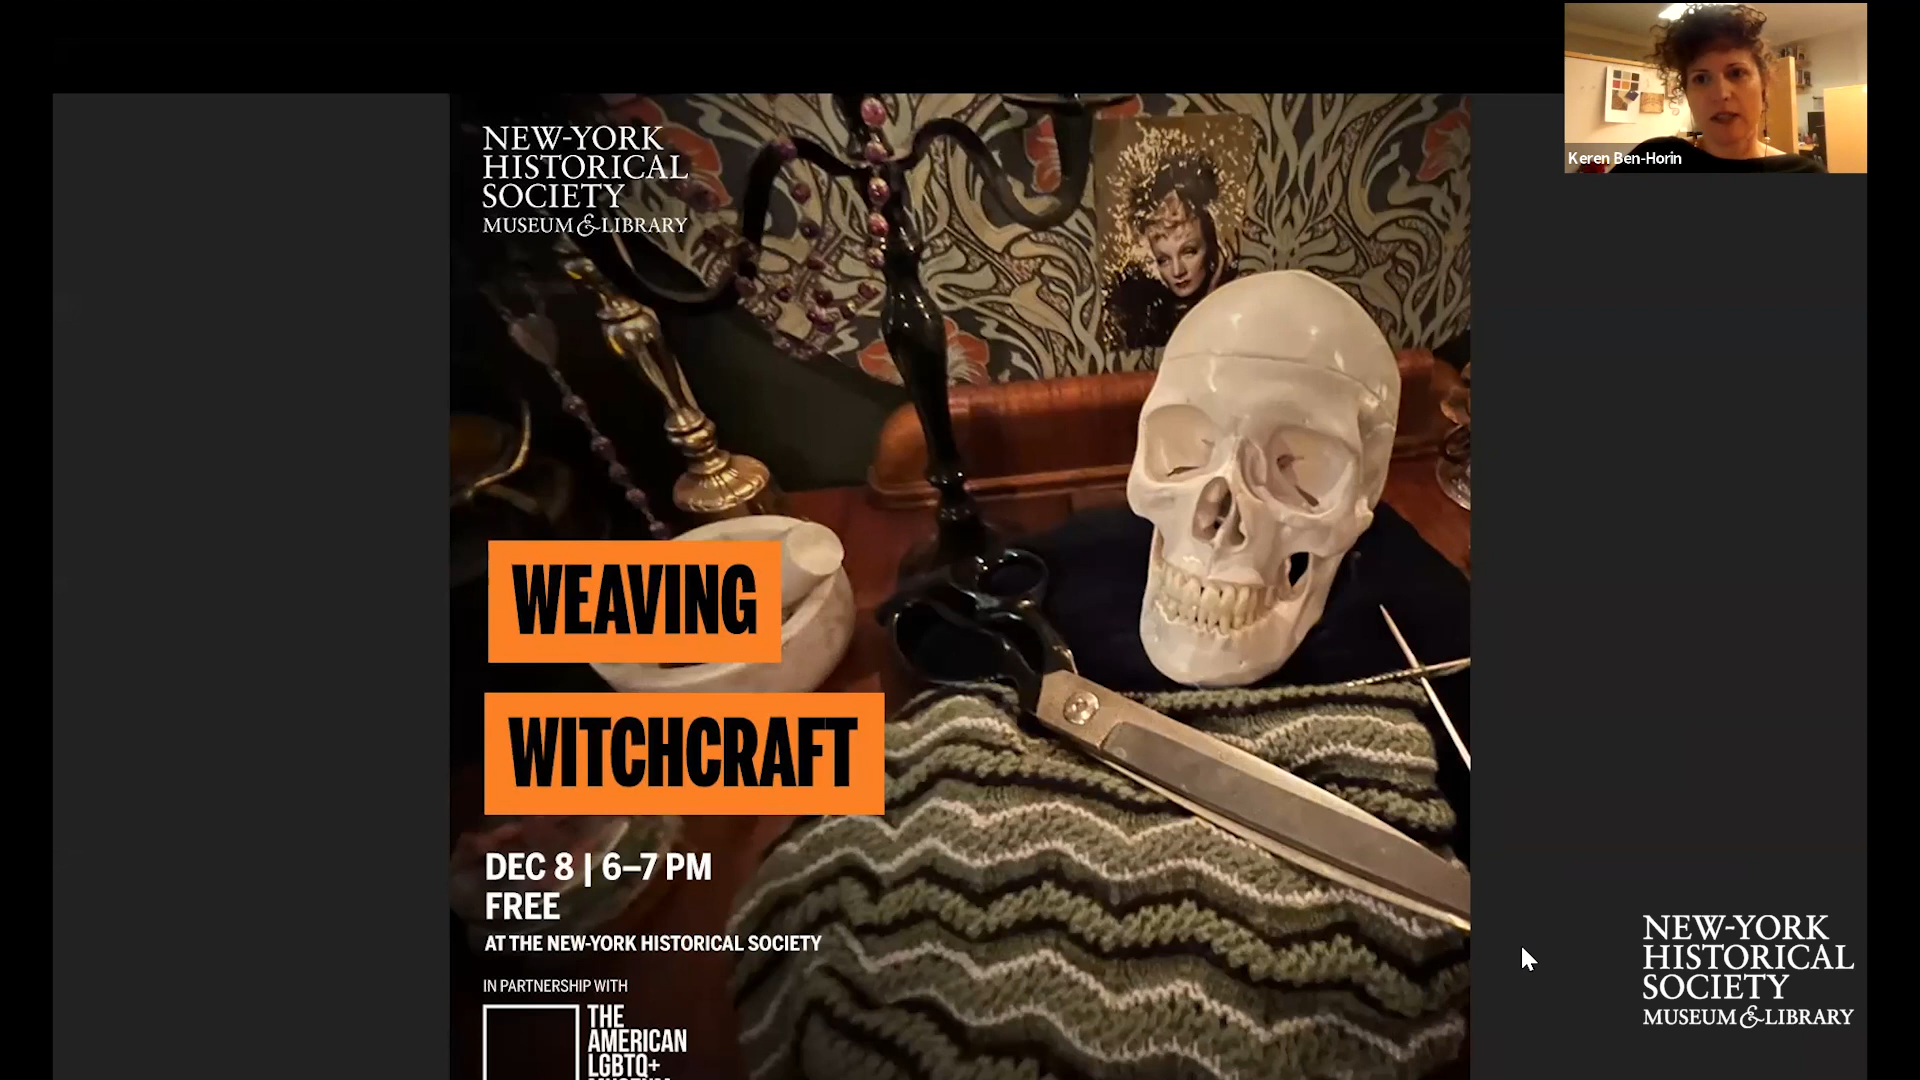 NEW-YORK
HISTORICAL
SOCIETY
MUSEUM & LIBRARY
Keren Ben-Horin
WEAVING
WITCHCRAFT
DEC 8 | 6–7 PM
FREE
AT THE NEW-YORK HISTORICAL SOCIETY
IN PARTNERSHIP WITH
THE
AMERICAN
LGBTQ+
NEW-YORK
HISTORICAL
SOCIETY
MUSEUM & LIBRARY